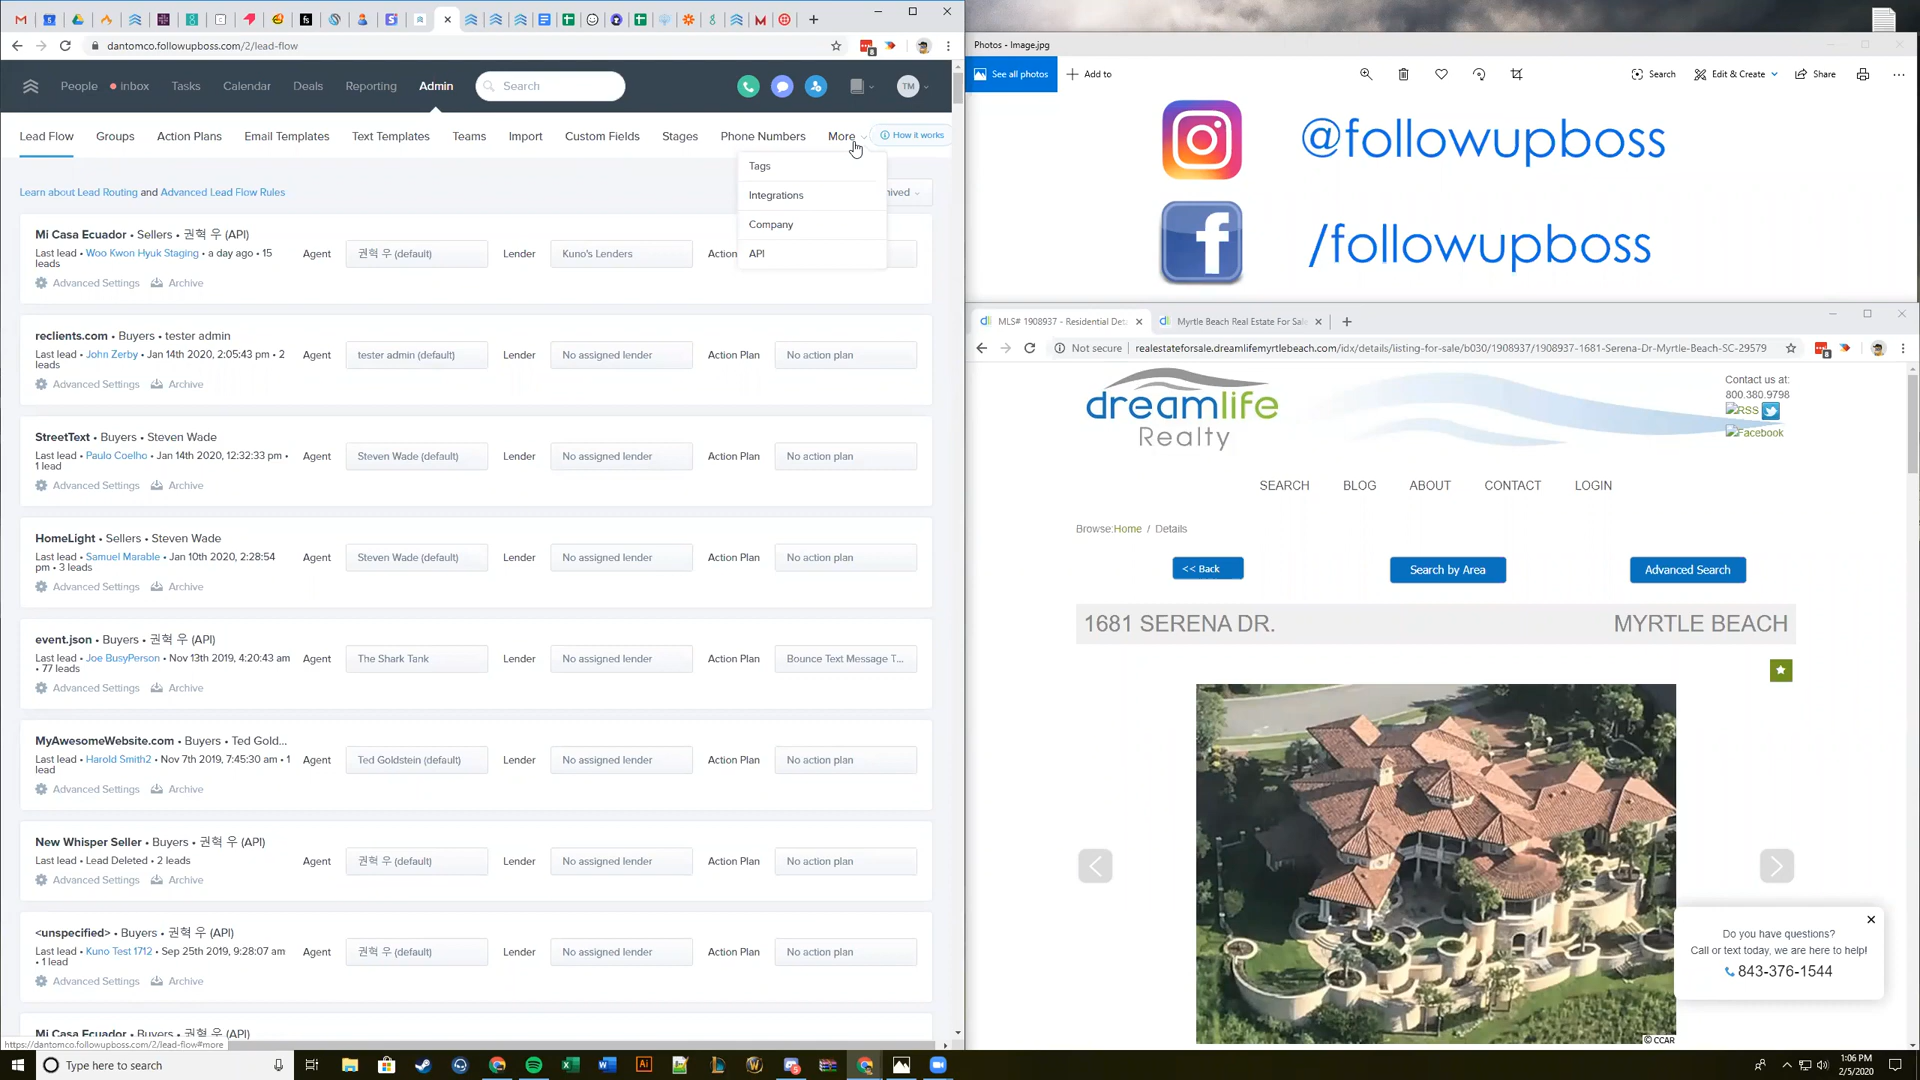 dantomco.followupboss.com/2/lead-flow
8
People
Inbox
Tasks
Calendar
Deals
Reporting
Admin
Search
TM
Lead Flow
Groups
Action Plans
Email Templates
Text Templates
Teams
Import
Custom Fields
Stages
Phone Numbers
More
How it works
Tags
Integrations
Company
API
Learn about Lead Routing and Advanced Lead Flow Rules
Mi Casa Ecuador • Sellers • 권혁 우 (API)
Last lead • Woo Kwon Hyuk Staging • a day ago • 15
leads
Agent
권혁 우 (default)
Lender
Kuno's Lenders
Action
Advanced Settings
Archive
reclients.com • Buyers • tester admin
Last lead • John Zerby • Jan 14th 2020, 2:05:43 pm • 2
leads
Agent
tester admin (default)
Lender
No assigned lender
Action Plan
No action plan
Advanced Settings
Archive
StreetText • Buyers • Steven Wade
Last lead • Paulo Coelho • Jan 14th 2020, 12:32:33 pm •
1 lead
Agent
Steven Wade (default)
Lender
No assigned lender
Action Plan
No action plan
Advanced Settings
Archive
HomeLight • Sellers • Steven Wade
Last lead • Samuel Marable • Jan 10th 2020, 2:28:54
pm • 3 leads
Agent
Steven Wade (default)
Lender
No assigned lender
Action Plan
No action plan
Advanced Settings
Archive
event.json • Buyers • 권혁 우 (API)
Last lead • Joe BusyPerson • Nov 13th 2019, 4:20:43 am
• 77 leads
Agent
The Shark Tank
Lender
No assigned lender
Action Plan
Bounce Text Message T...
Advanced Settings
Archive
MyAwesomeWebsite.com • Buyers • Ted Gold...
Last lead • Harold Smith2 • Nov 7th 2019, 7:45:30 am • 1
lead
Agent
Ted Goldstein (default)
Lender
No assigned lender
Action Plan
No action plan
Advanced Settings
Archive
New Whisper Seller • Buyers • 권혁 우 (API)
Last lead • Lead Deleted • 2 leads
Agent
권혁 우 (default)
Lender
No assigned lender
Action Plan
No action plan
Advanced Settings
Archive
<unspecified> • Buyers • 권혁 우 (API)
Last lead • Kuno Test 1712 • Sep 25th 2019, 9:28:07 am
• 1 lead
Agent
권혁 우 (default)
Lender
No assigned lender
Action Plan
No action plan
Advanced Settings
Archive
Mi Casa Ecuador • Buyers • 권혁 우 (API)
https://dantomco.followupboss.com/2/lead-flow#more
Photos - Image.jpg
See all photos
Add to
Search
Edit & Create
Share
@followupboss
/followupboss
MLS# 1908937 - Residential Det
Myrtle Beach Real Estate For Sale
Not secure
realestateforsale.dreamlifemyrtlebeach.com/idx/details/listing-for-sale/b030/1908937/1908937-1681-Serena-Dr-Myrtle-Beach-SC-29579
8
dreamlife
Realty
Contact us at:
800.380.9798
RSS
Facebook
SEARCH
BLOG
ABOUT
CONTACT
LOGIN
Browse:Home / Details
<< Back
Search by Area
Advanced Search
1681 SERENA DR.
MYRTLE BEACH
Do you have questions?
Call or text today, we are here to help!
843-376-1544
© CCAR
Type here to search
1:06 PM
2/5/2020